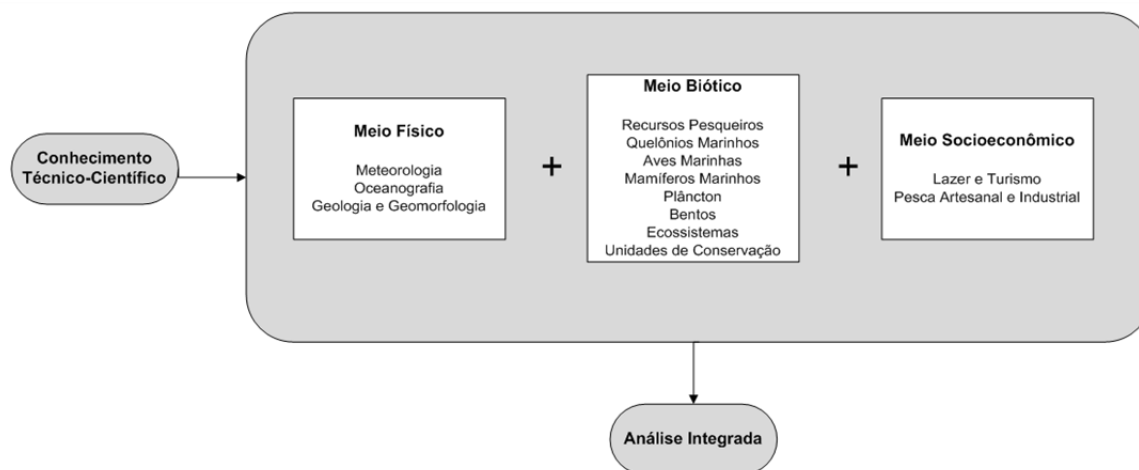 Conhecimento
Técnico-Científico
Meio Físico
Meteorologia
Oceanografia
Geologia e Geomorfologia
+
Meio Biótico
Recursos Pesqueiros
Quelônios Marinhos
Aves Marinhas
Mamíferos Marinhos
Plâncton
Bentos
Ecossistemas
Unidades de Conservação
+
Meio Socioeconômico
Lazer e Turismo
Pesca Artesanal e Industrial
Análise Integrada